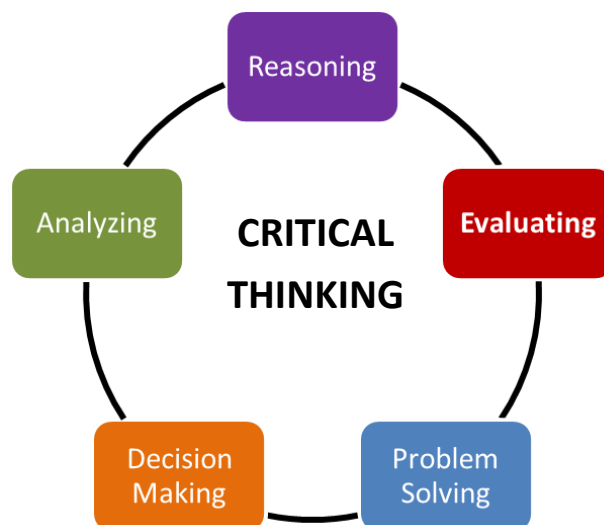 Reasoning
Analyzing
CRITICAL
THINKING
Evaluating
Decision
Making
Problem
Solving